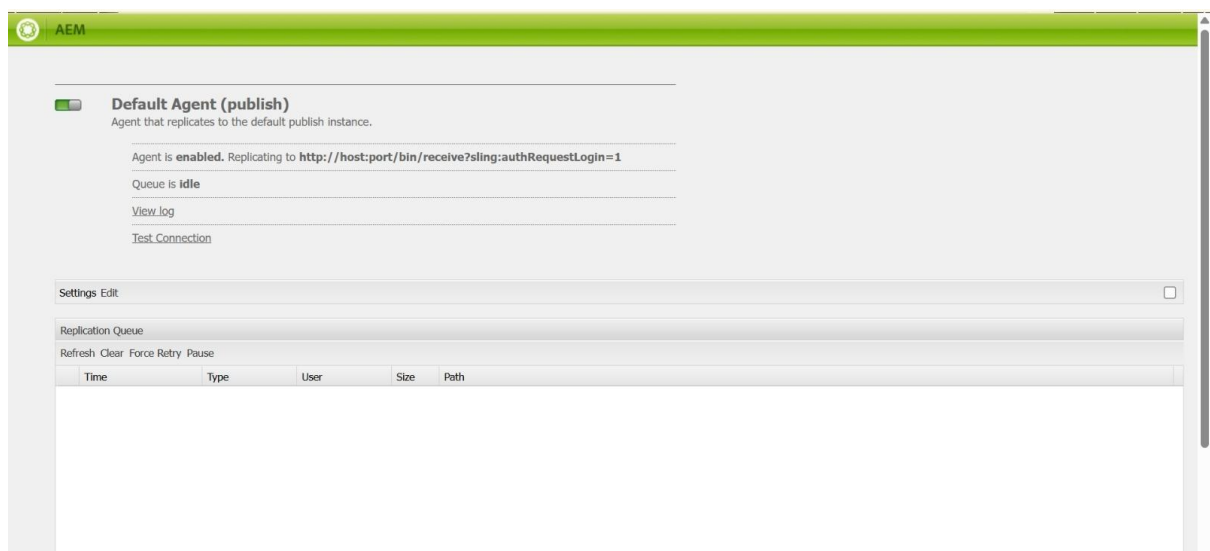 AEM
Default Agent (publish)
Agent that replicates to the default publish instance.
Agent is enabled. Replicating to http://host:port/bin/receive?sling:authRequestLogin=1
Queue is idle
View log
Test Connection
Settings Edit
Replication Queue
Refresh Clear Force Retry Pause
Time Type User Size Path